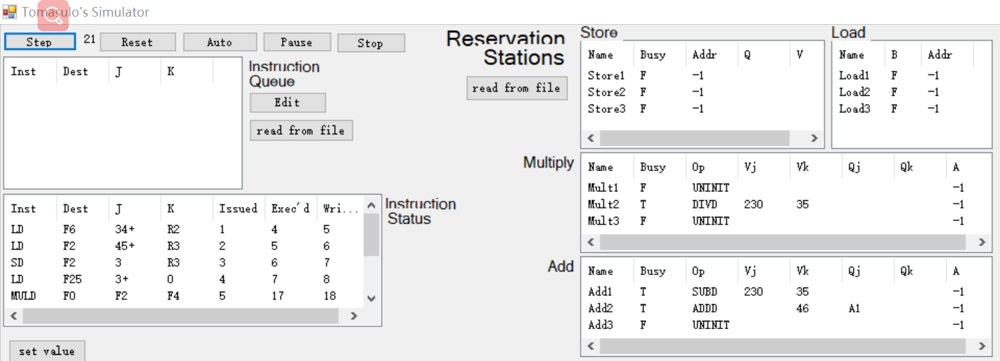 Tomasulo's Simulator
Step 21 Reset Auto Pause Stop
Inst Dest J K
Instruction
Queue
Edit
read from file
Reservation
Stations
read from file
Store
Name Busy Addr Q V
Store1 F -1
Store2 F -1
Store3 F -1
Load
Name B Addr
Load1 F -1
Load2 F -1
Load3 F -1
Multiply
Name Busy Op Vj Vk Qj Qk A
Mult1 F UNINIT -1
Mult2 T DIVD 230 35 -1
Mult3 F UNINIT -1
Inst Dest J K Issued Exec'd Wri...
LD F6 34+ R2 1 4 5
LD F2 45+ R3 2 5 6
SD F2 3 R3 3 6 7
LD F25 3+ 0 4 7 8
MULD F0 F2 F4 5 17 18
Instruction
Status
Add
Name Busy Op Vj Vk Qj Qk A
Add1 T SUBD 230 35 -1
Add2 T ADDD 46 A1 -1
Add3 F UNINIT -1
set value